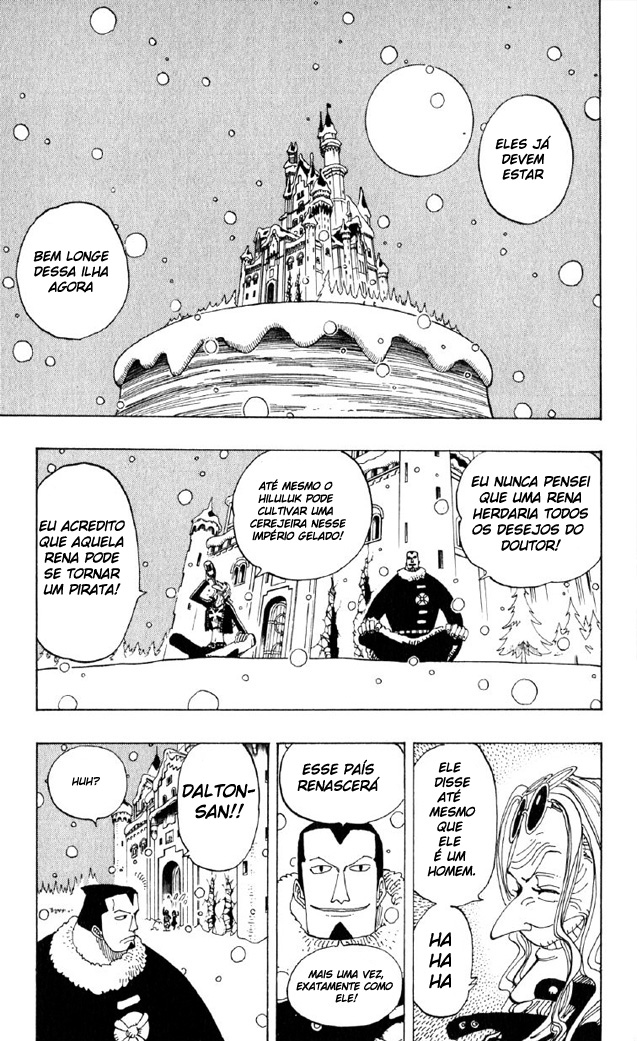 ELES JÁ
DEVEM
ESTAR
BEM LONGE
DESSA ILHA
AGORA
EU NUNCA PENSEI
QUE UMA RENA
HERDARIA TODOS
OS DESEJOS DO
DOUTOR!
ATÉ MESMO O
HILULUK PODE
CULTIVAR UMA
CEREJEIRA NESSE
IMPÉRIO GELADO!
EU ACREDITO
QUE AQUELA
RENA PODE
SE TORNAR
UM PIRATA!
ELE
DISSE
ATÉ
MESMO
QUE
ELE
É UM
HOMEM.
HA
HA
HA
ESSE PAÍS
RENASCERÁ
MAIS UMA VEZ,
EXATAMENTE COMO
ELE!
DALTON-
SAN!!
HUH?